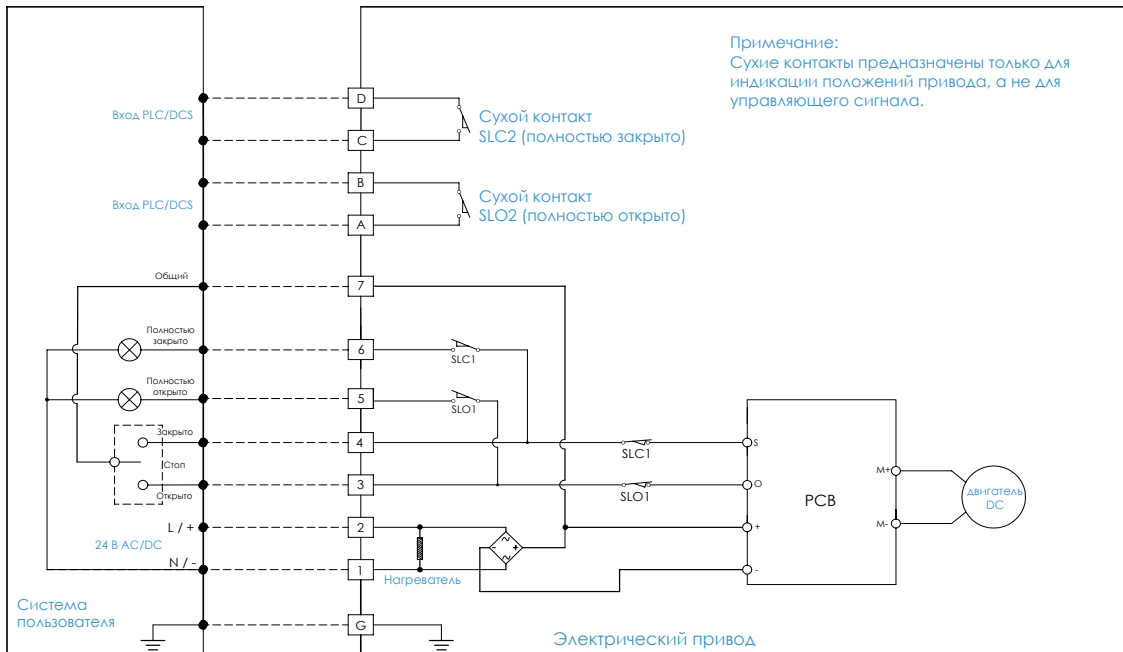 Примечание:
Сухие контакты предназначены только для
индикации положений привода, а не для
управляющего сигнала.
D
Вход PLC/DCS
Сухой контакт
SLC2 (полностью закрыто)
C
B
Вход PLC/DCS
Сухой контакт
SLO2 (полностью открыто)
A
Общий
7
Полностью
закрыто
6
SLC1
Полностью
открыто
5
SLO1
Закрыто
4
SLC1
S
Стоп
M+
3
SLO1
O
PCB
двигатель
DC
Открыто
L / +
2
+
M-
24 В AC/DC
- +
N / -
1
Нагреватель
-
Система
пользователя
G
Электрический привод